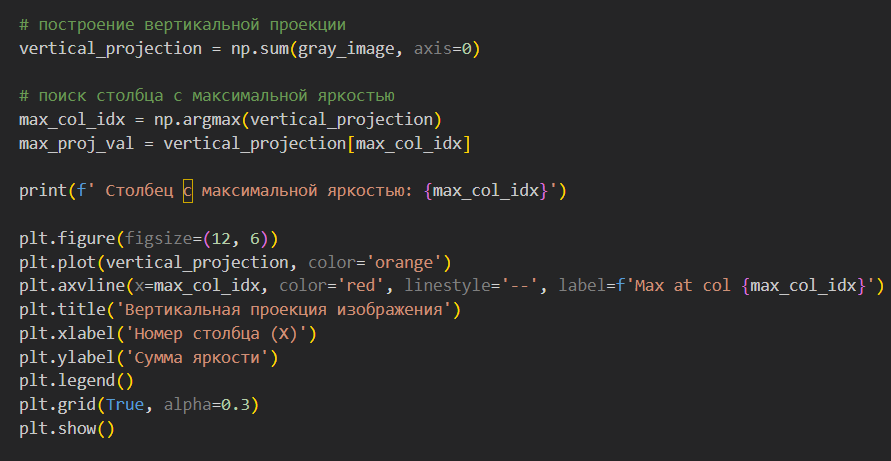 # построение вертикальной проекции
vertical_projection = np.sum(gray_image, axis=0)
# поиск столбца с максимальной яркостью
max_col_idx = np.argmax(vertical_projection)
max_proj_val = vertical_projection[max_col_idx]
print(f' Столбец с максимальной яркостью: {max_col_idx}')
plt.figure(figsize=(12, 6))
plt.plot(vertical_projection, color='orange')
plt.axvline(x=max_col_idx, color='red', linestyle='--', label=f'Max at col {max_col_idx}')
plt.title('Вертикальная проекция изображения')
plt.xlabel('Номер столбца (X)')
plt.ylabel('Сумма яркости')
plt.legend()
plt.grid(True, alpha=0.3)
plt.show()